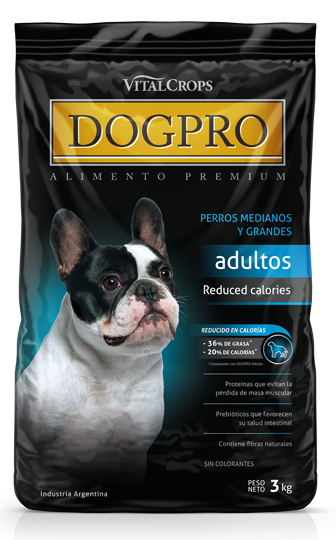 VITALCROPS
DOGPRO
ALIMENTO PREMIUM
PERROS MEDIANOS
Y GRANDES
adultos
Reduced calories
REDUCIDO EN CALORÍAS
- 36% DE GRASA*
- 20% DE CALORÍAS*
* Comparado con DOGPRO Adultos
Proteínas que evitan la
pérdida de masa muscular
Prebióticos que favorecen
su salud intestinal
Contiene fibras naturales
SIN COLORANTES
Industria Argentina
PESO
NETO 3 kg